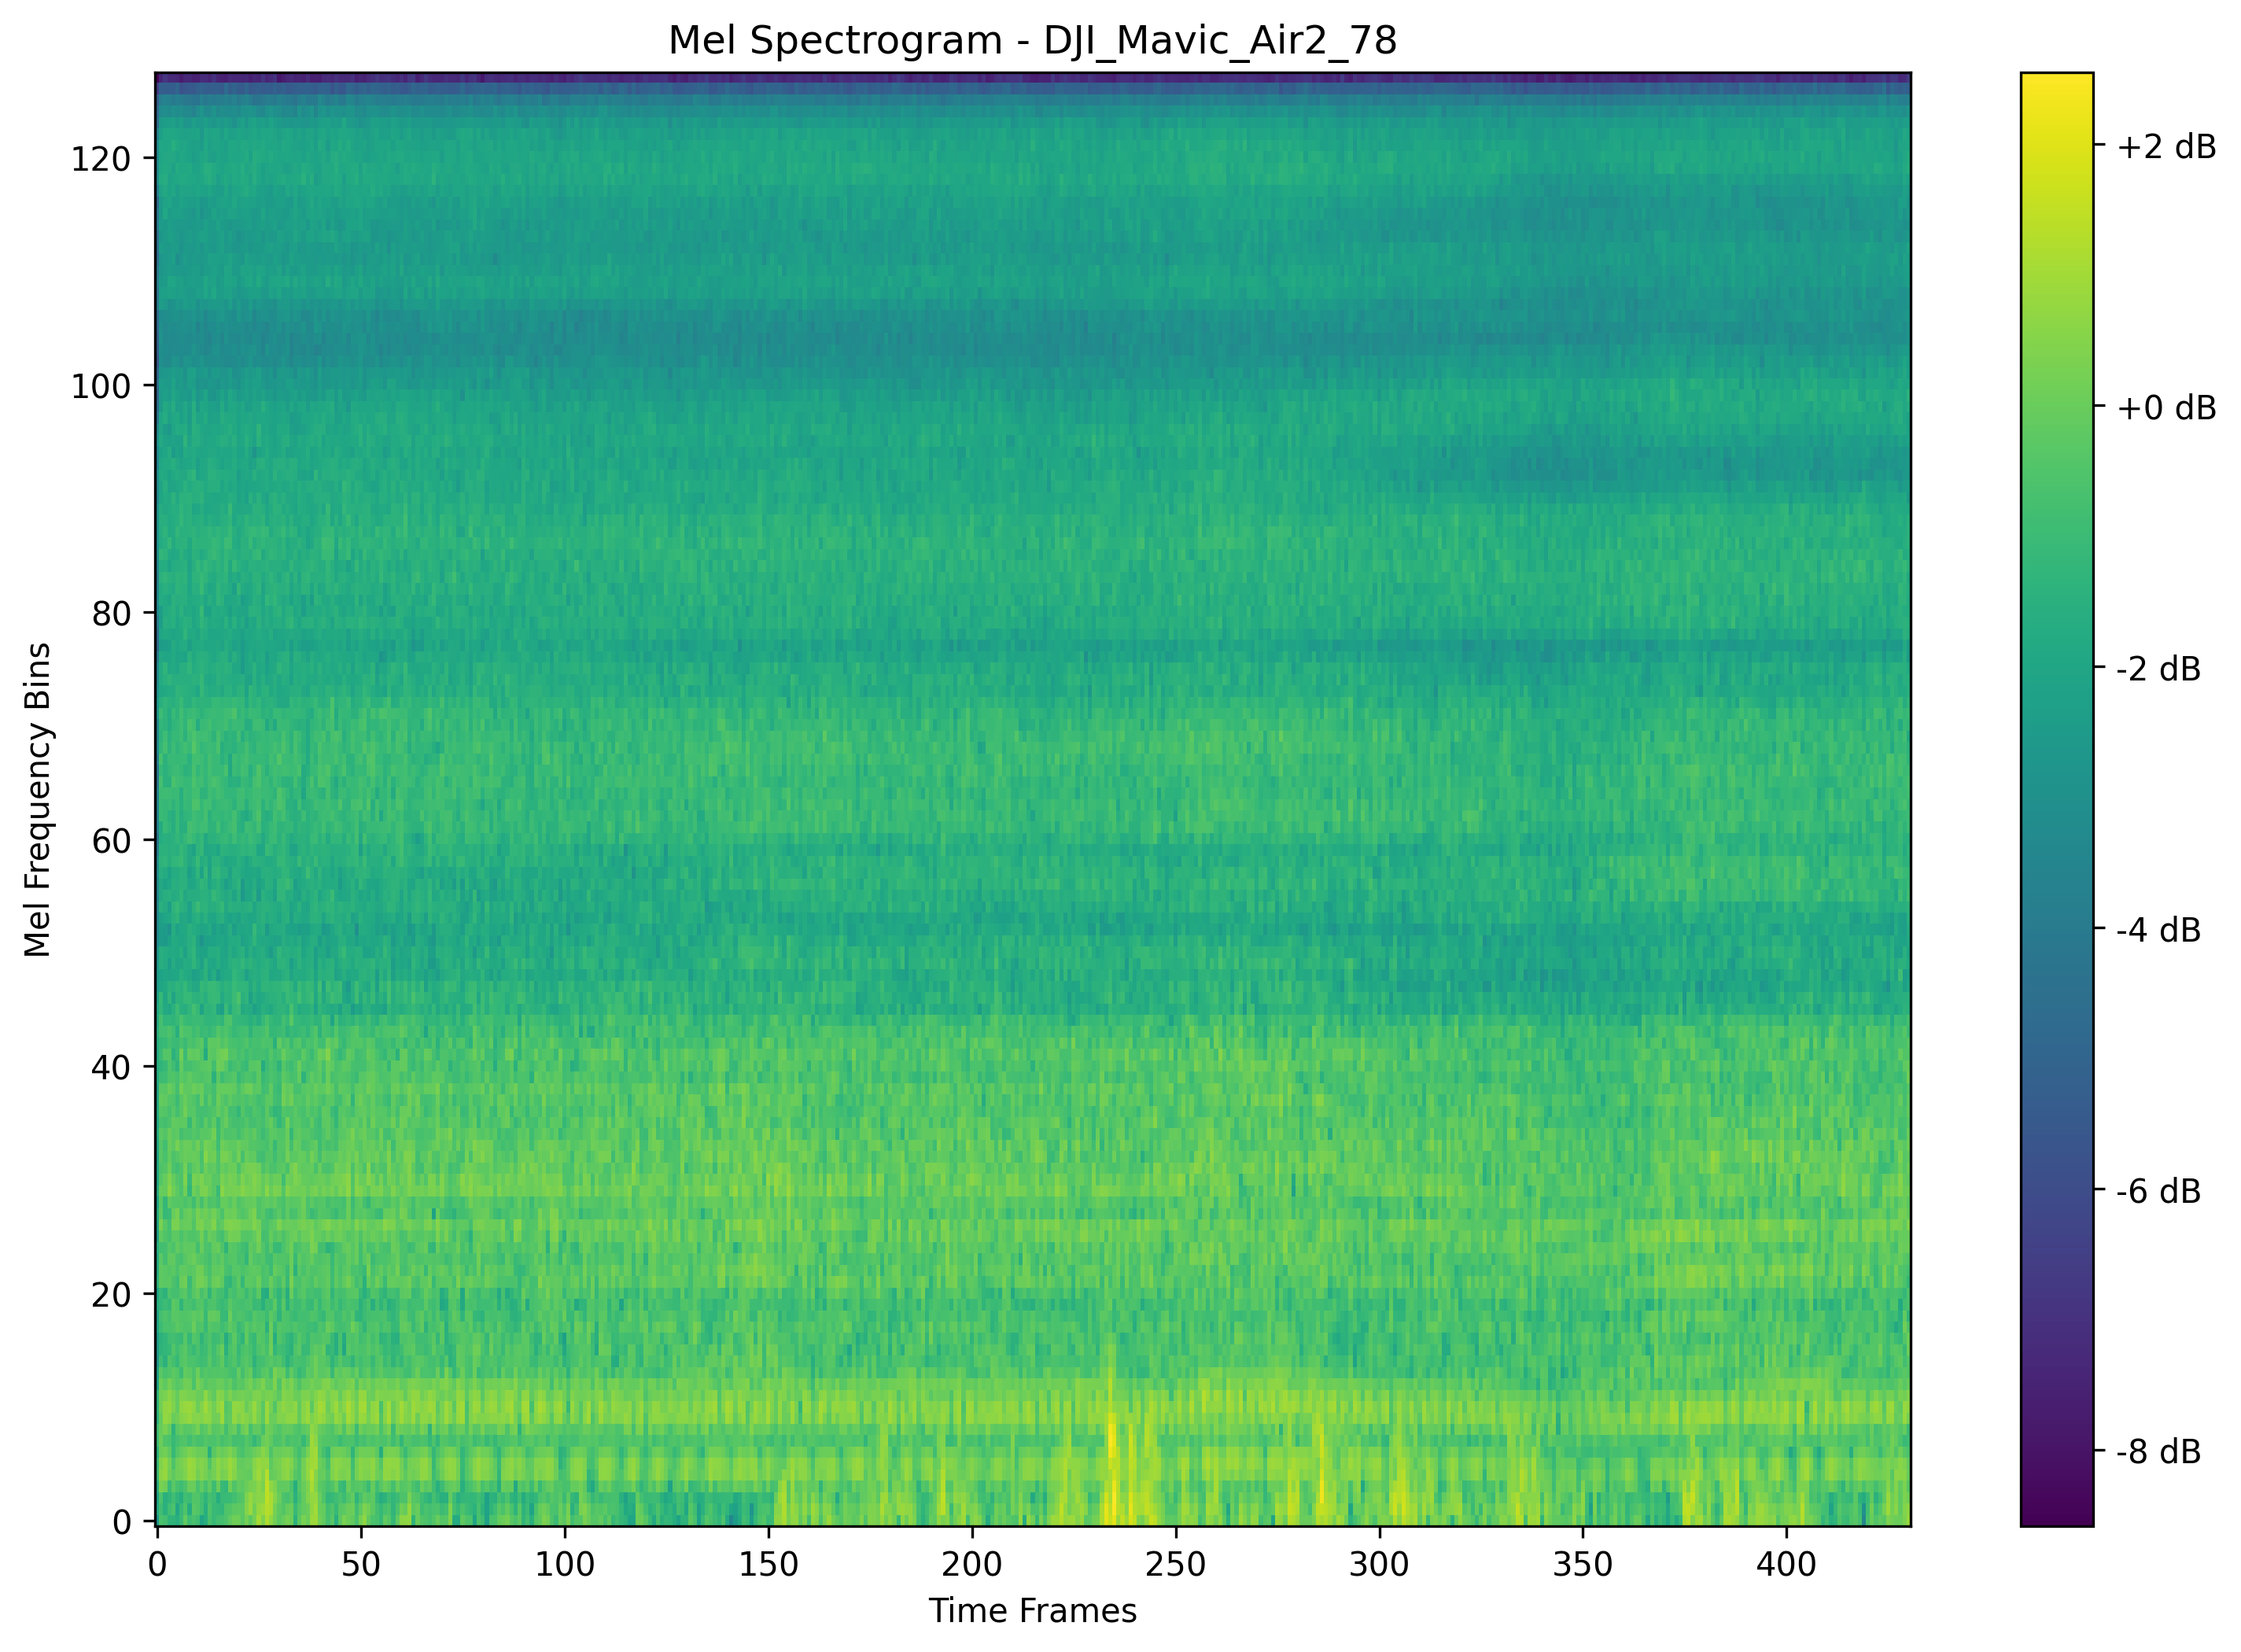 Mel Spectrogram - DJI_Mavic_Air2_78
Mel Frequency Bins
120
100
80
60
40
20
0
0 50 100 150 200 250 300 350 400
Time Frames
+2 dB
+0 dB
-2 dB
-4 dB
-6 dB
-8 dB